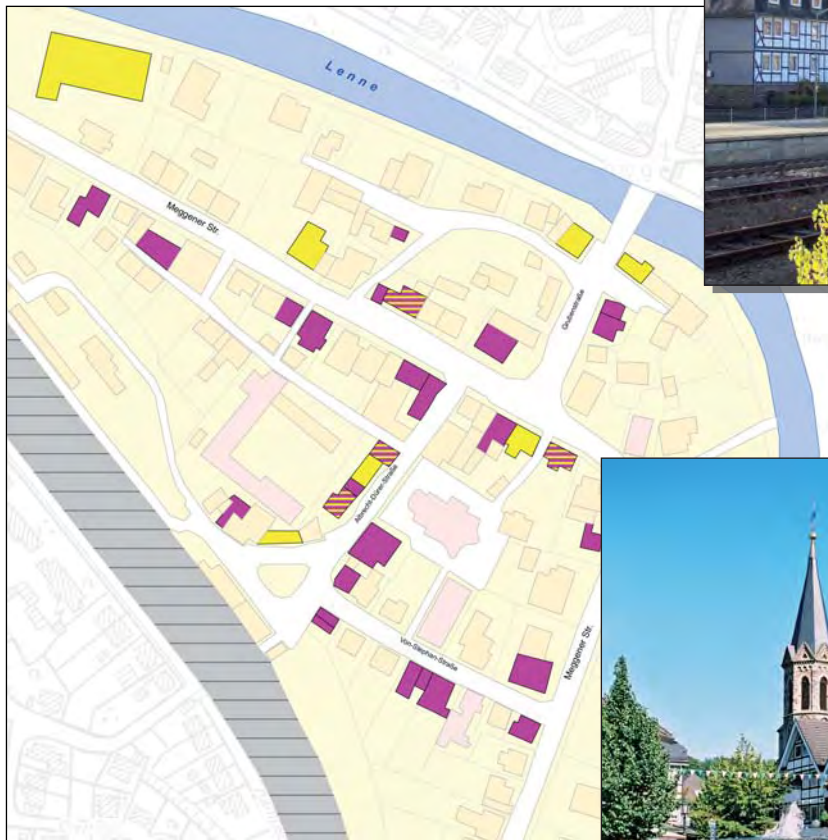 Lenne
Meggener Str.
Grubenstraße
Albrecht-Dürer-Straße
Von-Stephan-Straße
Meggener Str.